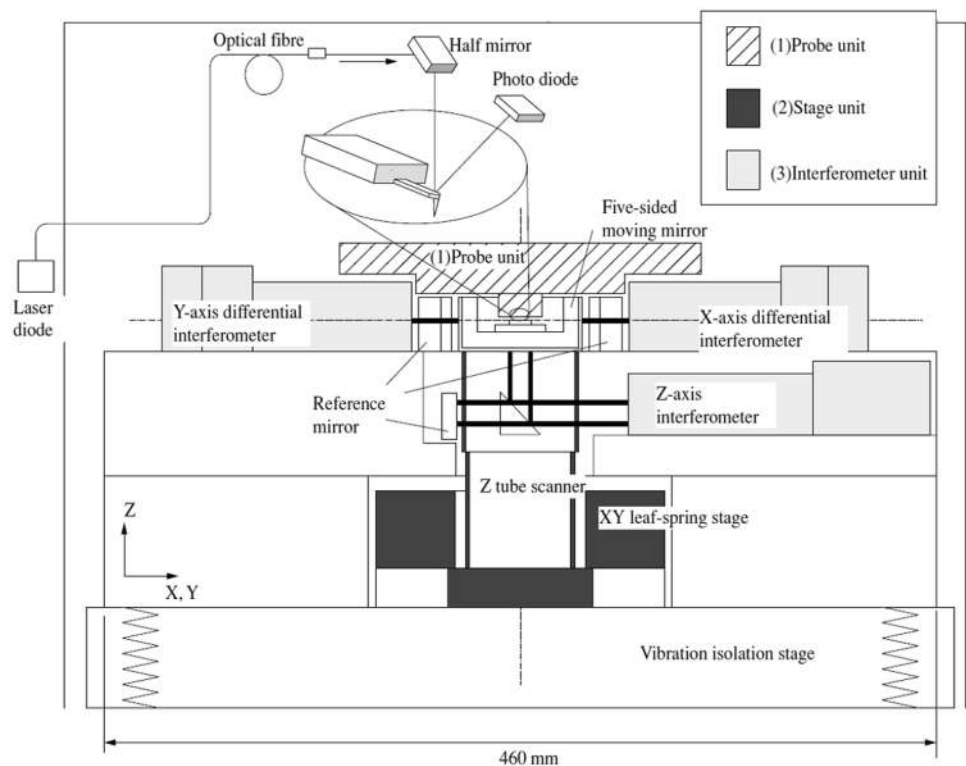 Optical fibre
Half mirror
Photo diode
(1)Probe unit
(2)Stage unit
(3)Interferometer unit
Five-sided
moving mirror
(1)Probe unit
Laser
diode
Y-axis differential
interferometer
X-axis differential
interferometer
Z-axis
interferometer
Reference
mirror
Z tube scanner
XY leaf-spring stage
Z
X, Y
Vibration isolation stage
460 mm